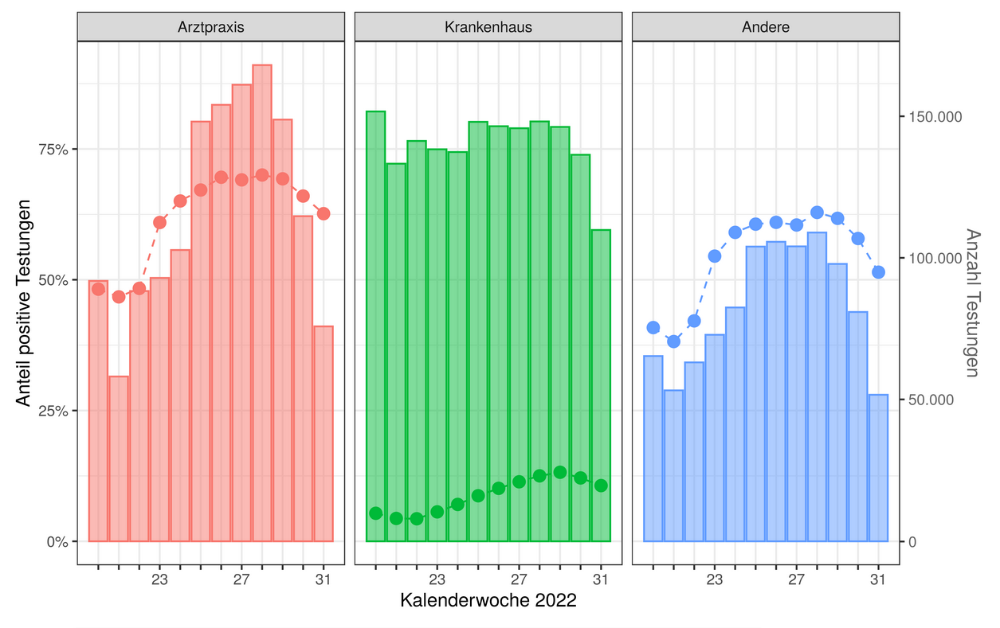 Arztpraxis Krankenhaus Andere
Anteil positive Testungen
75%
50%
25%
0%
150.000
100.000
50.000
0
Anzahl Testungen
23 27 31 23 27 31 23 27 31
Kalenderwoche 2022